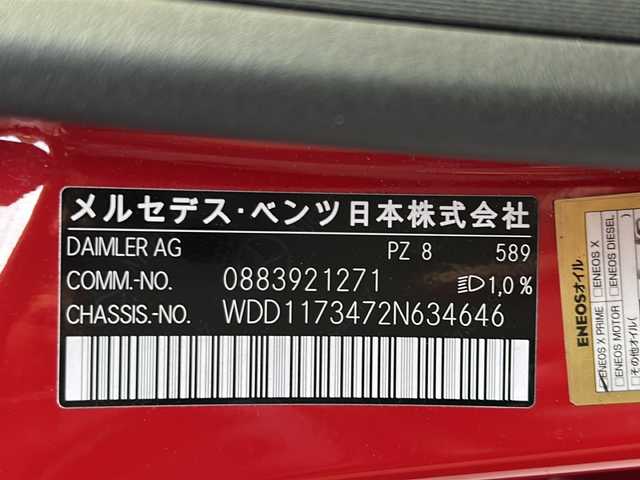 メルセデス・ベンツ日本株式会社
DAIMLER AG PZ 8 589
COMM.-NO. 0883921271 1,0%
CHASSIS.-NO. WDD1173472N634646
ENEOSオイル
ENEOS X PRIME ENEOS X
ENEOS MOTOR ENEOS DIESEL
その他オイル(